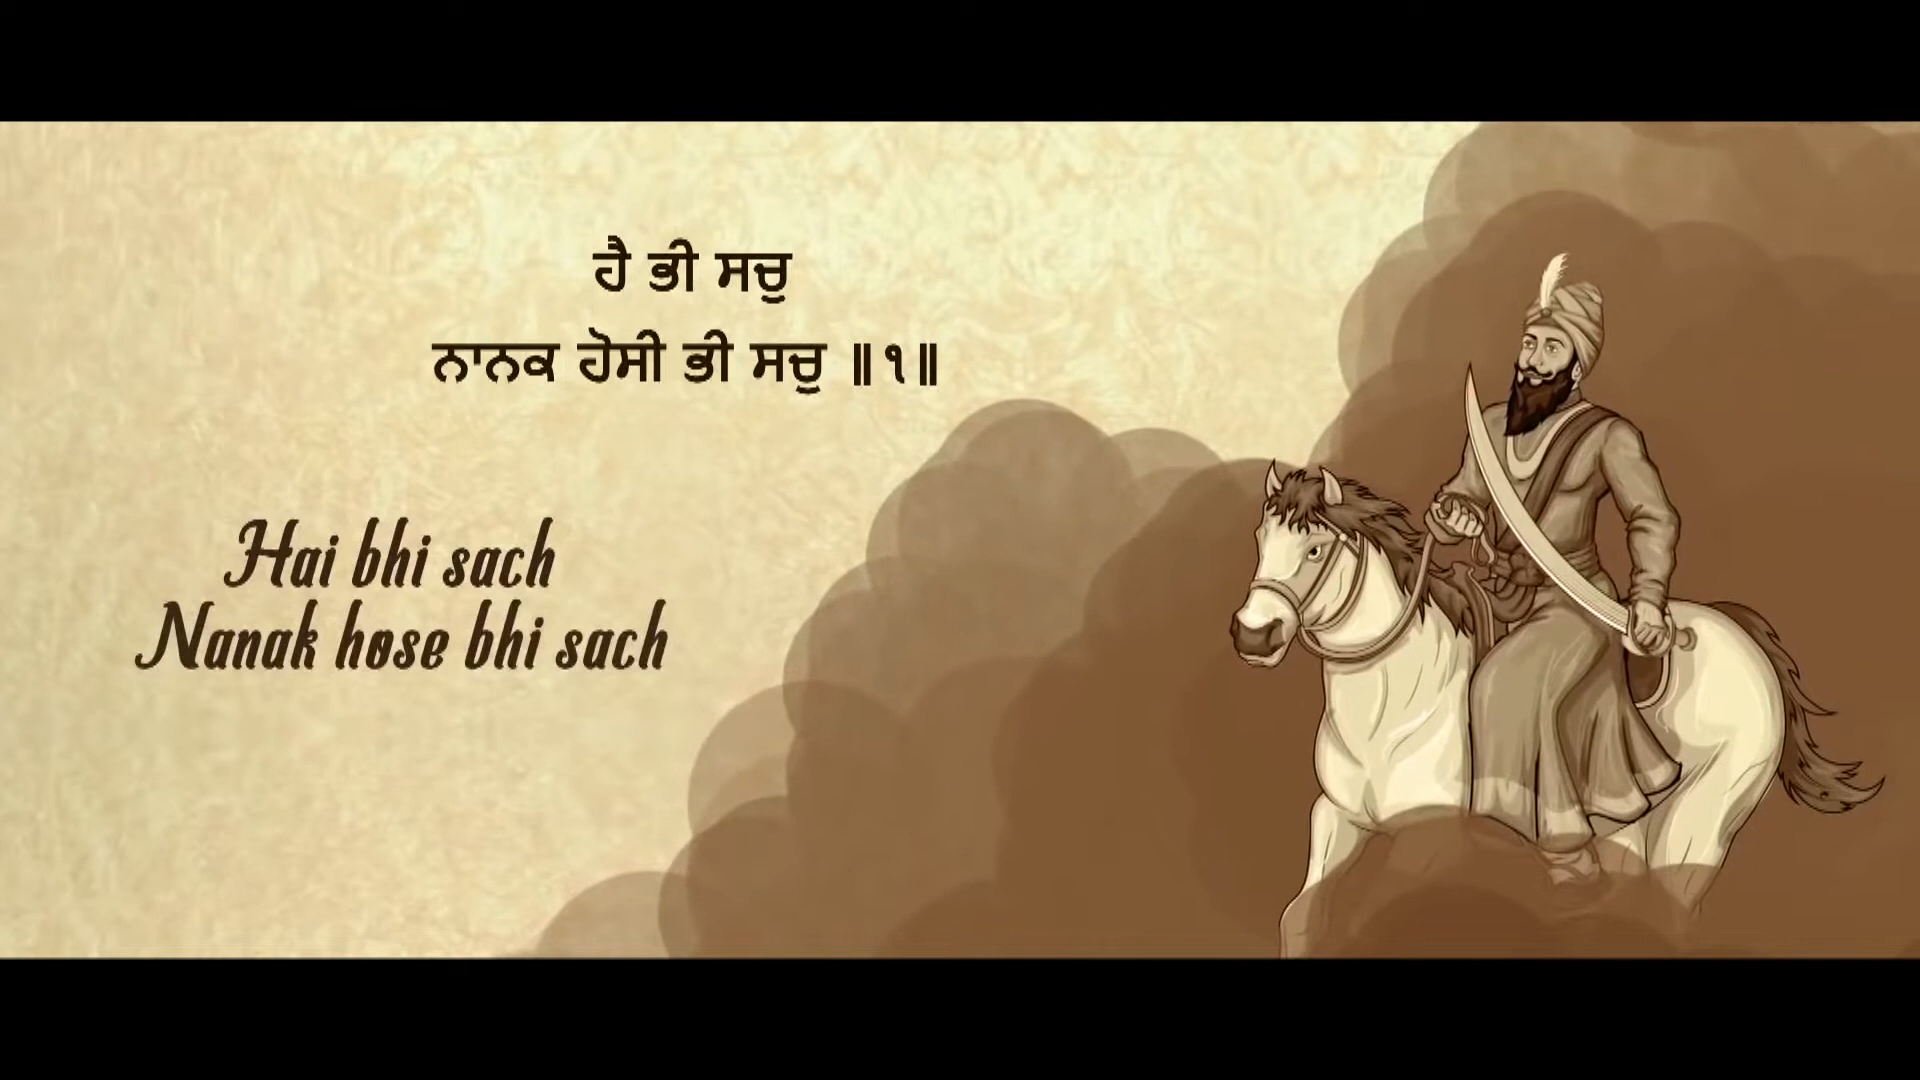 ਹੈ ਭੀ ਸਚੁ
ਨਾਨਕ ਹੋਸੀ ਭੀ ਸਚੁ ॥੧॥
Hai bhi sach
Nanak hose bhi sach